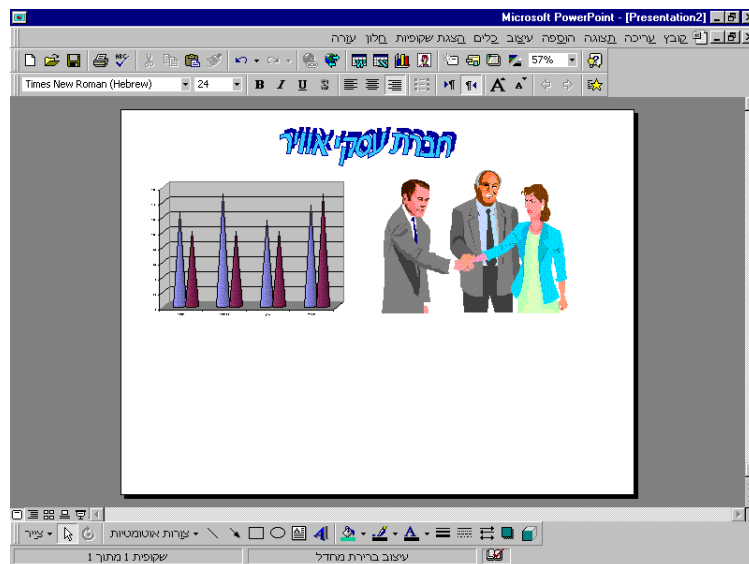 Microsoft PowerPoint - [Presentation2]
קובץ עריכה תצוגה הוספה עיצוב כלים הצגת שקופיות חלון עזרה
57%
Times New Roman (Hebrew) 24 B I U S A A
חברת עסקי אוויר
צייר צורות אוטומטיות
שקופית 1 מתוך 1 עיצוב ברירת מחדל